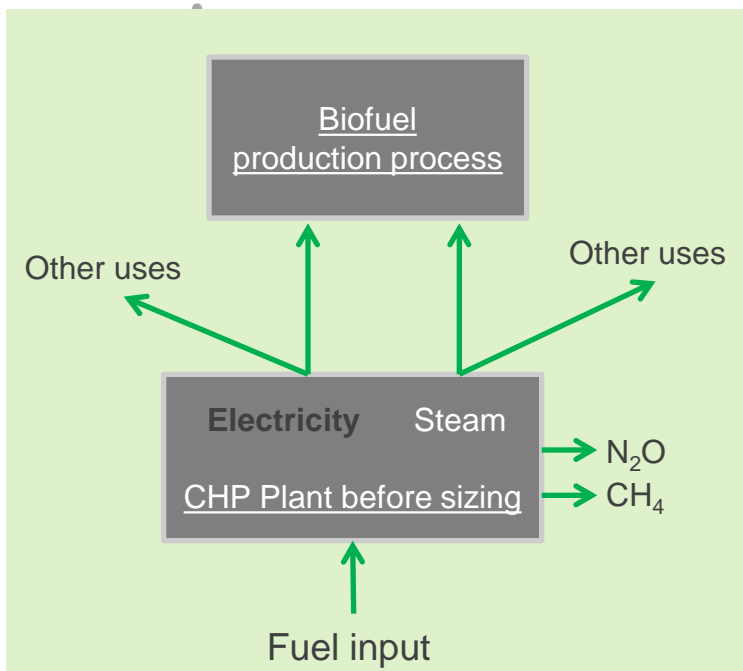 Biofuel
production process
Other uses
Other uses
Electricity Steam
N₂O
CHP Plant before sizing
CH₄
Fuel input